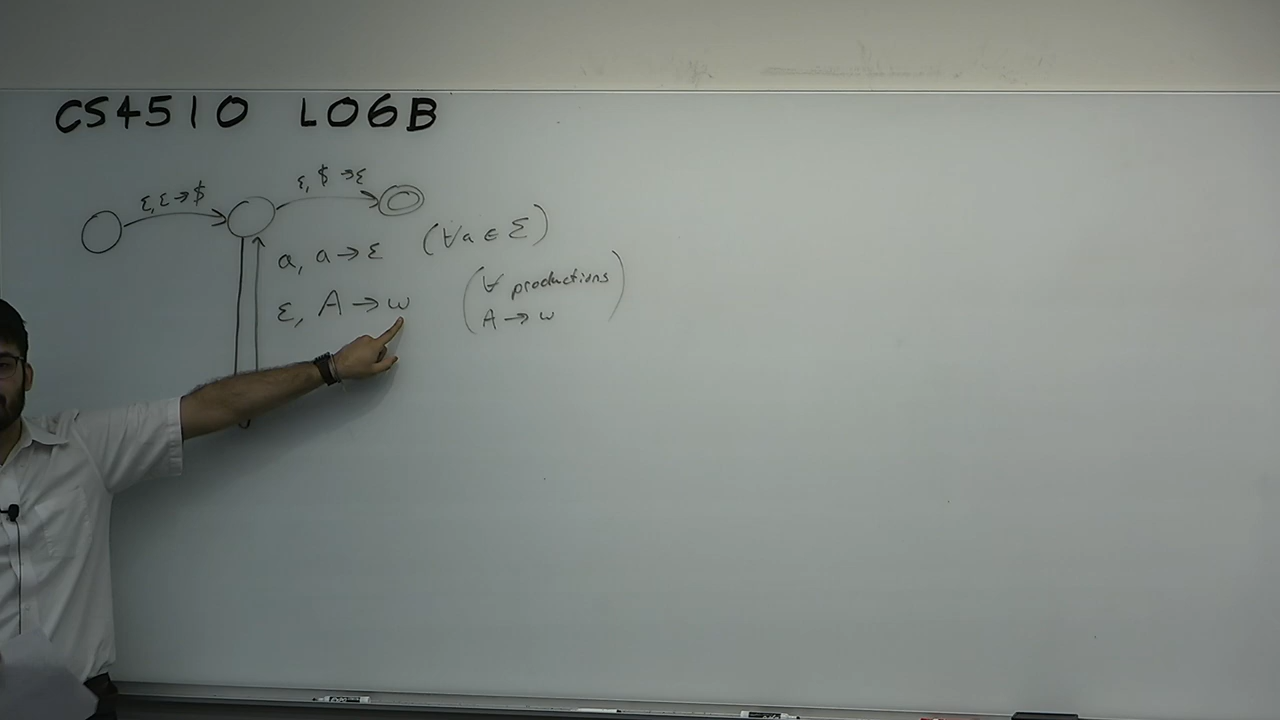 CS4510 L06B
ε, ε → $
ε, $ → ε
a, a → ε (∀a ∈ Σ)
ε, A → w (∀ productions
A → w)